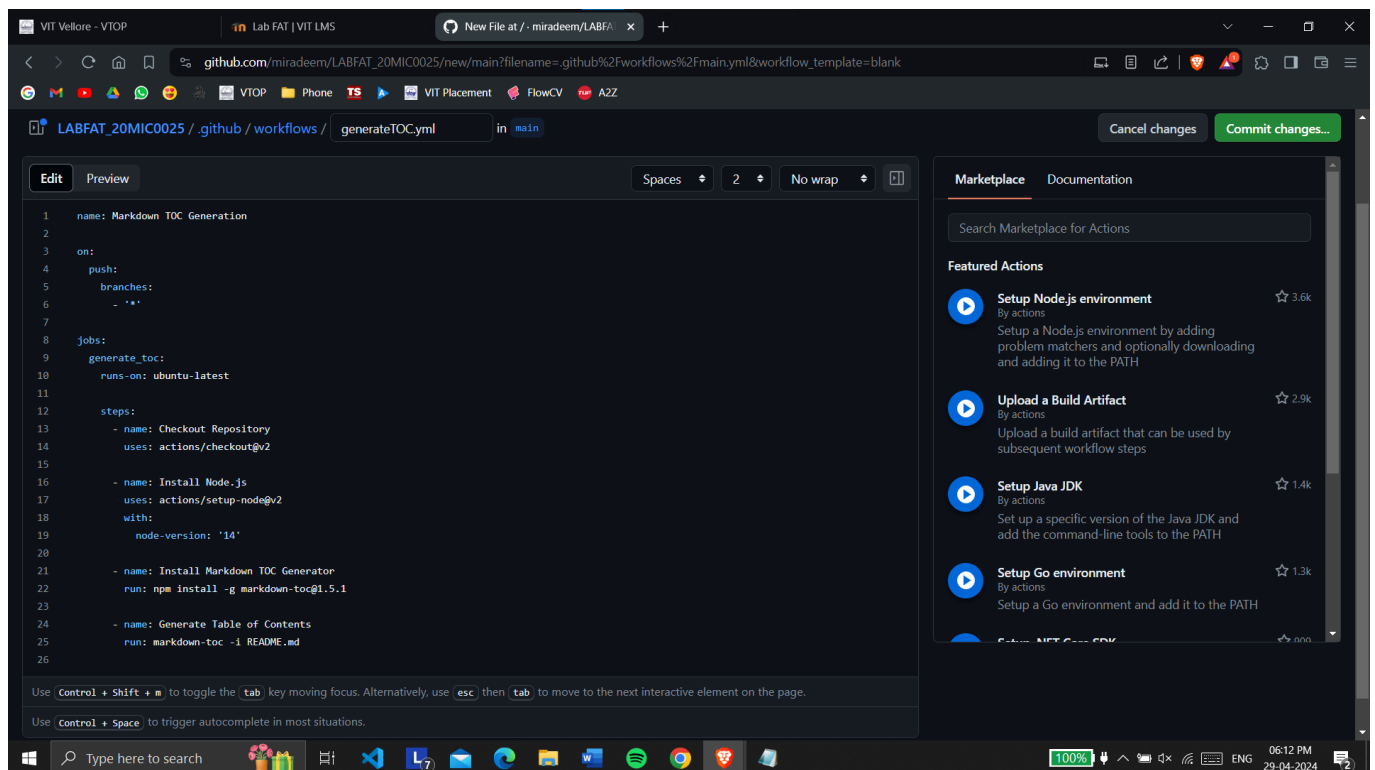 VIT Vellore - VTOP
Lab FAT | VIT LMS
New File at / · miradeem/LABFA
github.com/miradeem/LABFAT_20MIC0025/new/main?filename=.github%2Fworkflows%2Fmain.yml&workflow_template=blank
VTOP
Phone
TS
VIT Placement
FlowCV
A2Z
LABFAT_20MIC0025 / .github / workflows / generateTOC.yml in main
Cancel changes
Commit changes...
Edit
Preview
Spaces
2
No wrap
1 name: Markdown TOC Generation
2
3 on:
4 push:
5 branches:
6 - '*'
7
8 jobs:
9 generate_toc:
10 runs-on: ubuntu-latest
11
12 steps:
13 - name: Checkout Repository
14 uses: actions/checkout@v2
15
16 - name: Install Node.js
17 uses: actions/setup-node@v2
18 with:
19 node-version: '14'
20
21 - name: Install Markdown TOC Generator
22 run: npm install -g markdown-toc@1.5.1
23
24 - name: Generate Table of Contents
25 run: markdown-toc -i README.md
26
Use Control + Shift + m to toggle the tab key moving focus. Alternatively, use esc then tab to move to the next interactive element on the page.
Use Control + Space to trigger autocomplete in most situations.
Marketplace
Documentation
Search Marketplace for Actions
Featured Actions
Setup Node.js environment
3.6k
By actions
Setup a Node.js environment by adding
problem matchers and optionally downloading
and adding it to the PATH
Upload a Build Artifact
2.9k
By actions
Upload a build artifact that can be used by
subsequent workflow steps
Setup Java JDK
1.4k
By actions
Set up a specific version of the Java JDK and
add the command-line tools to the PATH
Setup Go environment
1.3k
By actions
Setup a Go environment and add it to the PATH
Setup .NET Core SDK
909
Type here to search
L7
W
100%
ENG
06:12 PM
29-04-2024
2